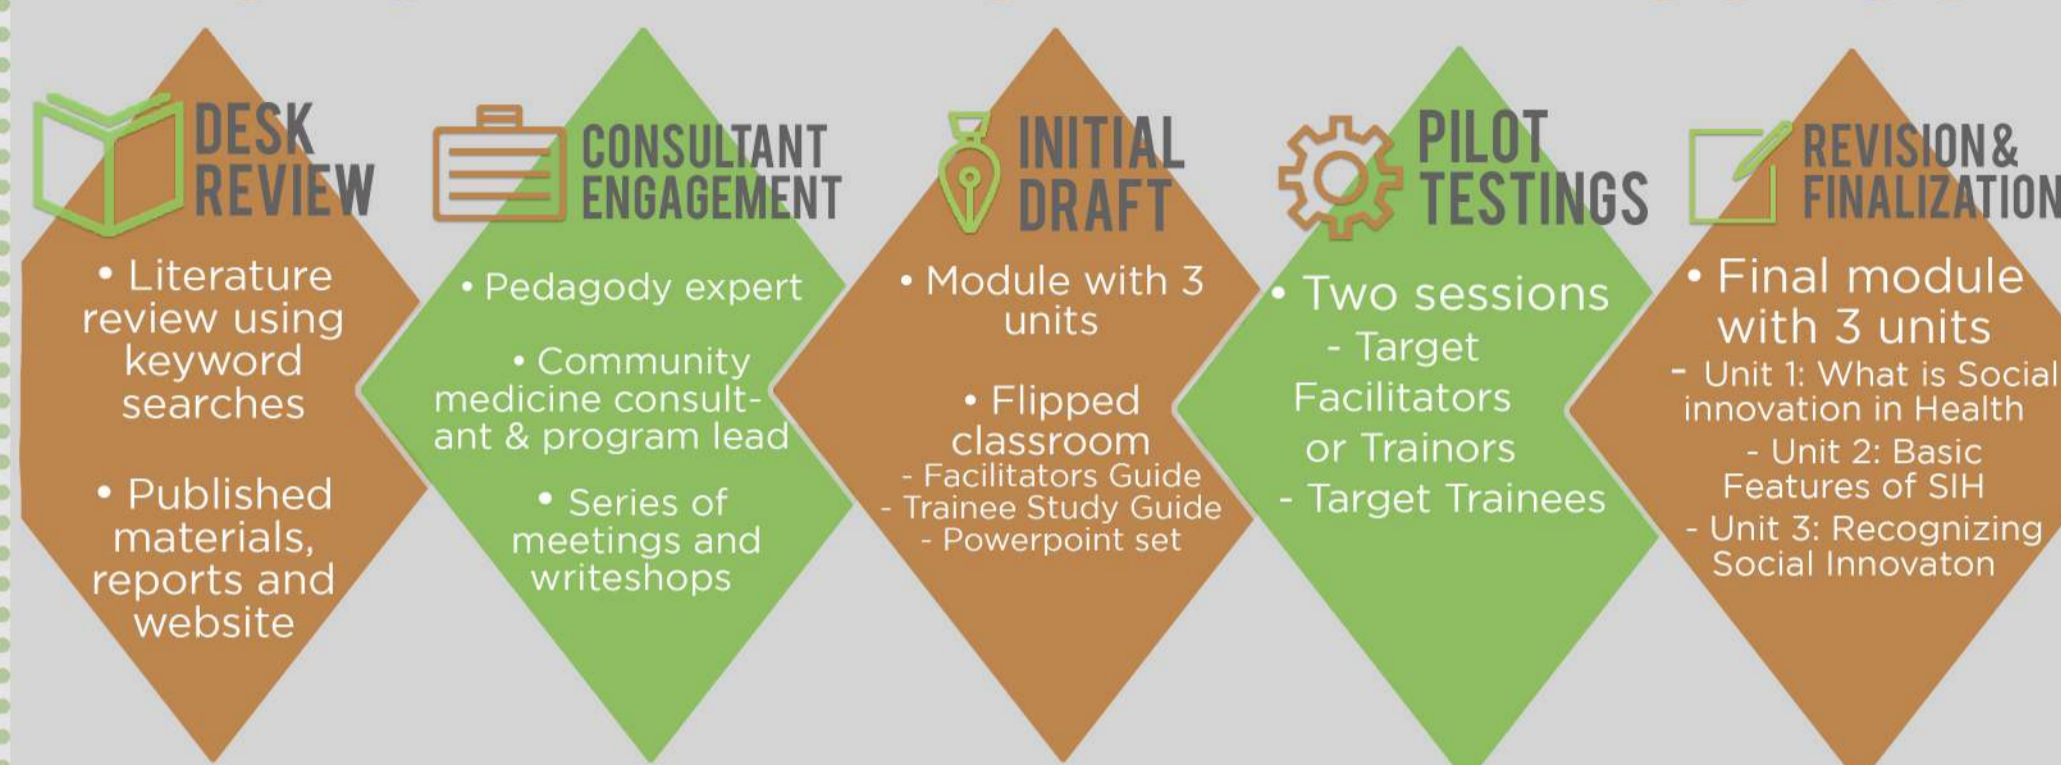 DESK
REVIEW
• Literature
review using
keyword
searches
• Published
materials,
reports and
website
CONSULTANT
ENGAGEMENT
• Pedagody expert
• Community
medicine consult-
ant & program lead
• Series of
meetings and
writeshops
INITIAL
DRAFT
• Module with 3
units
• Flipped
classroom
- Facilitators Guide
- Trainee Study Guide
- Powerpoint set
PILOT
TESTINGS
• Two sessions
- Target
Facilitators
or Trainors
- Target Trainees
REVISION&
FINALIZATION
• Final module
with 3 units
- Unit 1: What is Social
innovation in Health
- Unit 2: Basic
Features of SIH
- Unit 3: Recognizing
Social Innovaton